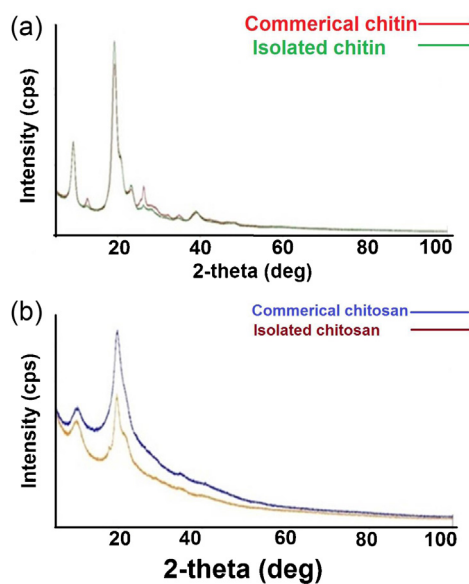 (a)
Commerical chitin
Isolated chitin
Intensity (cps)
20 40 60 80 100
2-theta (deg)
(b)
Commerical chitosan
Isolated chitosan
Intensity (cps)
20 40 60 80 100
2-theta (deg)